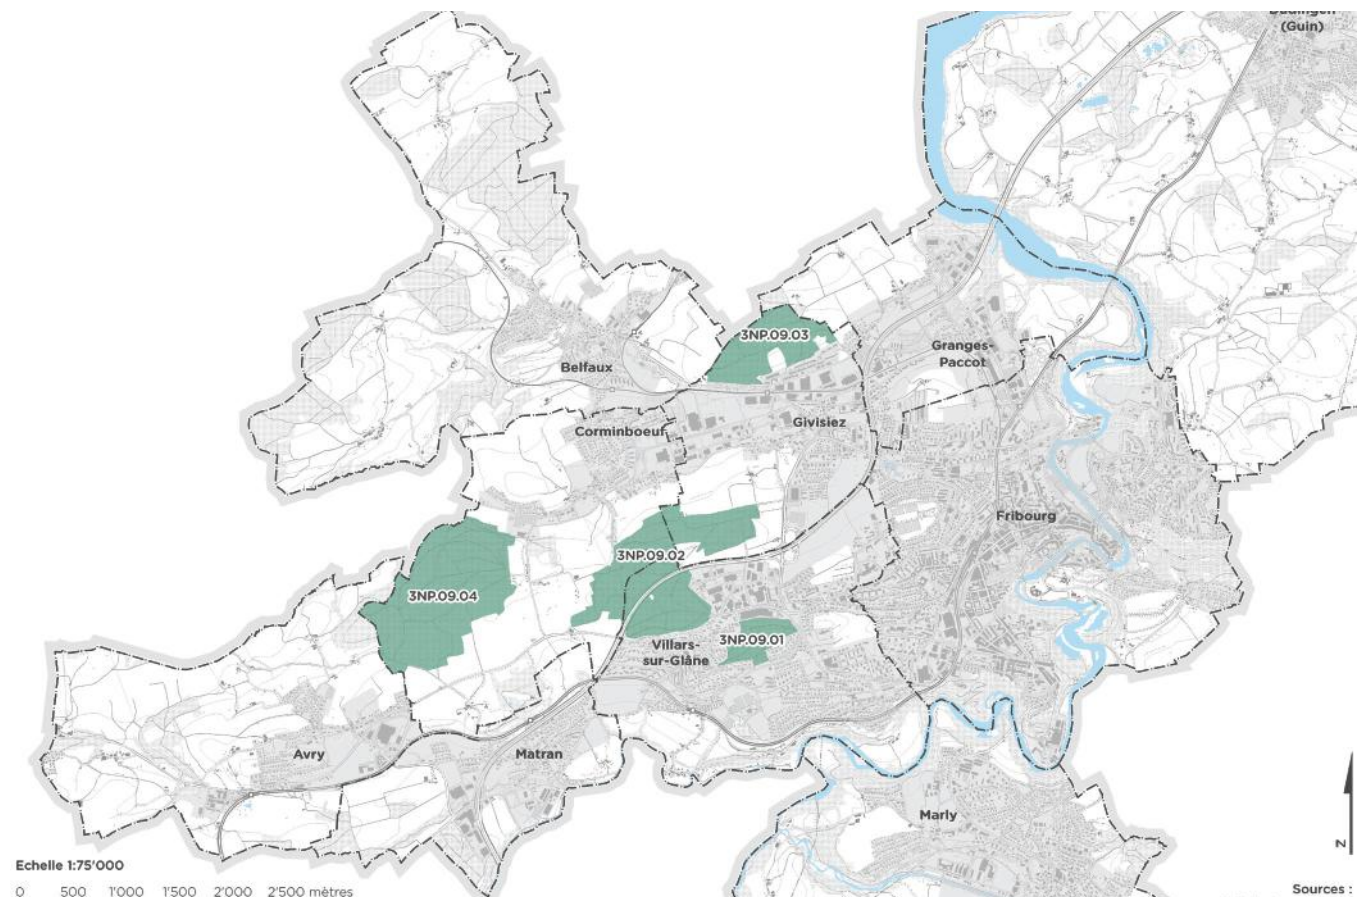 Düdingen
(Guin)
3NP.09.03
Granges-
Paccot
Belfaux
Givisiez
Corminboeuf
Fribourg
3NP.09.02
3NP.09.04
3NP.09.01
Villars-
sur-Glâne
Avry
Matran
Marly
N
Echelle 1:75'000
0 500 1'000 1'500 2'000 2'500 mètres
Sources :